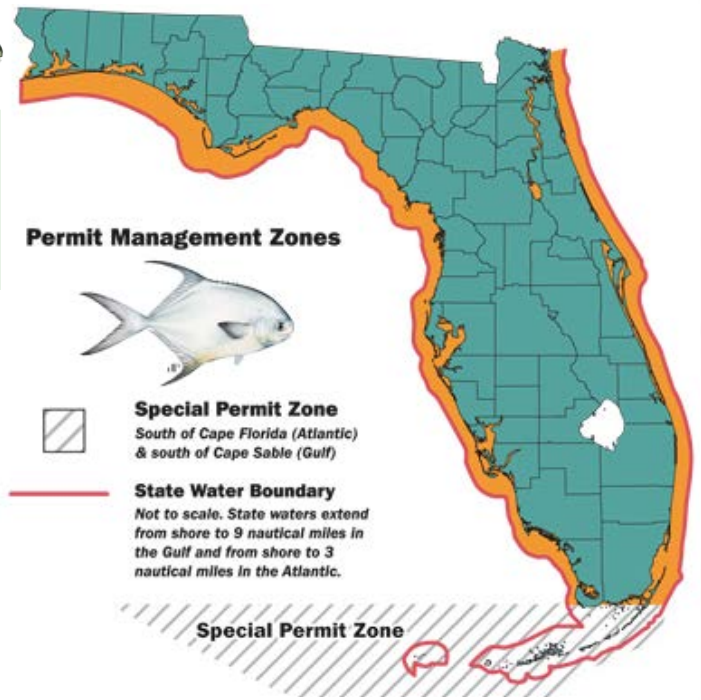 Permit Management Zones
Special Permit Zone
South of Cape Florida (Atlantic)
& south of Cape Sable (Gulf)
State Water Boundary
Not to scale. State waters extend
from shore to 9 nautical miles in
the Gulf and from shore to 3
nautical miles in the Atlantic.
Special Permit Zone